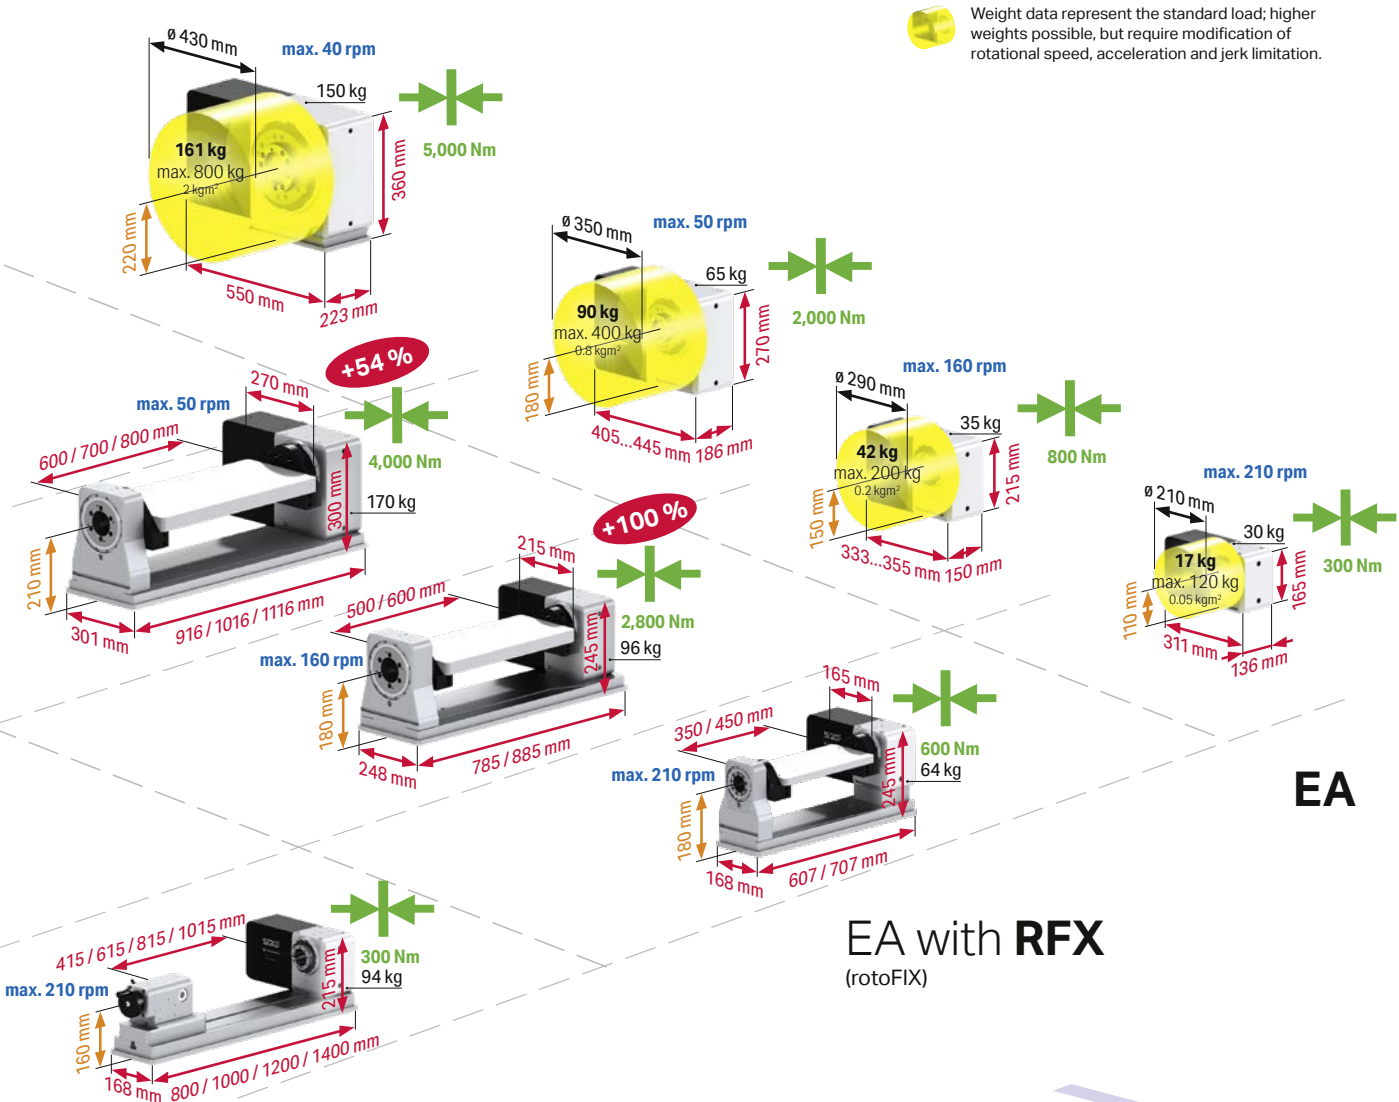 Weight data represent the standard load; higher
weights possible, but require modification of
rotational speed, acceleration and jerk limitation.
ø 430 mm
max. 40 rpm
150 kg
5,000 Nm
161 kg
max. 800 kg
2 kgm²
360 mm
220 mm
550 mm
223 mm
ø 350 mm
max. 50 rpm
65 kg
2,000 Nm
90 kg
max. 400 kg
0.8 kgm²
270 mm
180 mm
405...445 mm
186 mm
ø 290 mm
max. 160 rpm
35 kg
800 Nm
42 kg
max. 200 kg
0.2 kgm²
215 mm
150 mm
333...355 mm
150 mm
ø 210 mm
max. 210 rpm
30 kg
300 Nm
17 kg
max. 120 kg
0.05 kgm²
165 mm
110 mm
311 mm
136 mm
+54 %
270 mm
max. 50 rpm
600 / 700 / 800 mm
4,000 Nm
300 mm
170 kg
210 mm
301 mm
916 / 1016 / 1116 mm
+100 %
215 mm
500 / 600 mm
2,800 Nm
max. 160 rpm
245 mm
96 kg
180 mm
248 mm
785 / 885 mm
165 mm
350 / 450 mm
600 Nm
max. 210 rpm
245 mm
64 kg
180 mm
168 mm
607 / 707 mm
EA
EA with RFX
(rotoFIX)
415 / 615 / 815 / 1015 mm
300 Nm
max. 210 rpm
215 mm
94 kg
160 mm
168 mm
800 / 1000 / 1200 / 1400 mm